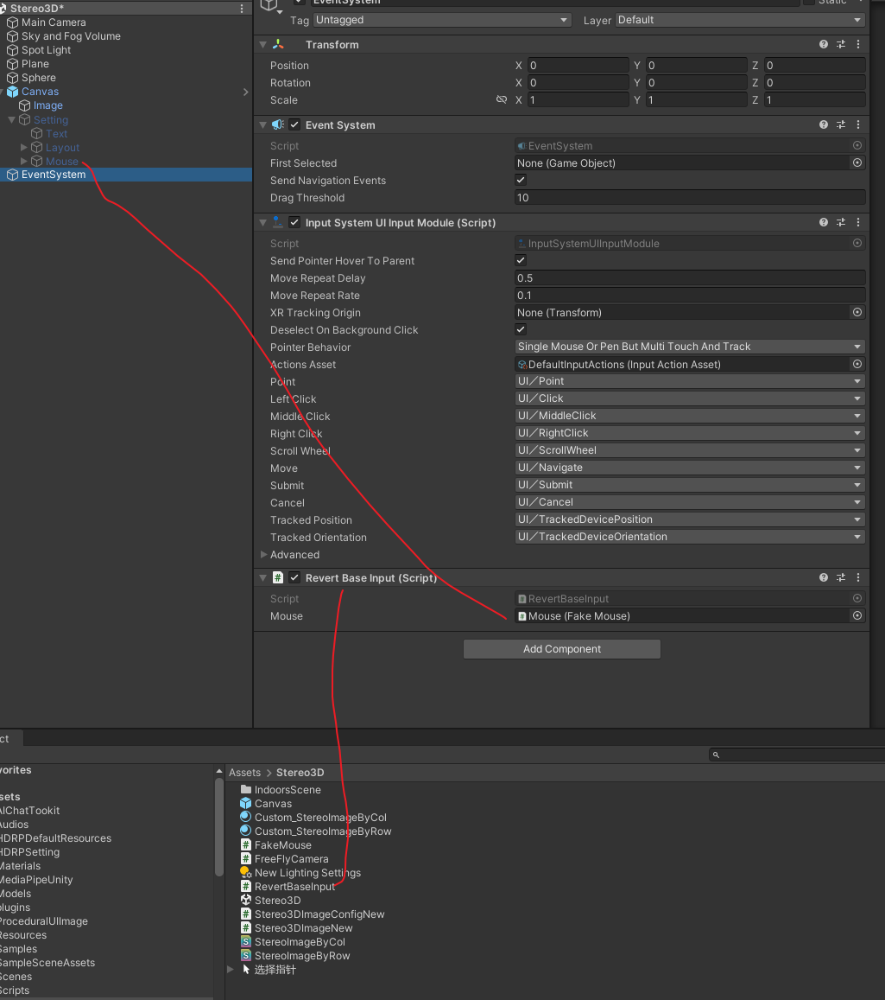 Stereo3D*
Main Camera
Sky and Fog Volume
Spot Light
Plane
Sphere
Canvas
Image
Setting
Text
Layout
Mouse
EventSystem
EventSystem
Static
Tag Untagged Layer Default
Transform
Position X 0 Y 0 Z 0
Rotation X 0 Y 0 Z 0
Scale X 1 Y 1 Z 1
Event System
Script EventSystem
First Selected None (Game Object)
Send Navigation Events
Drag Threshold 10
Input System UI Input Module (Script)
Script InputSystemUIInputModule
Send Pointer Hover To Parent
Move Repeat Delay 0.5
Move Repeat Rate 0.1
XR Tracking Origin None (Transform)
Deselect On Background Click
Pointer Behavior Single Mouse Or Pen But Multi Touch And Track
Actions Asset DefaultInputActions (Input Action Asset)
Point UI/Point
Left Click UI/Click
Middle Click UI/MiddleClick
Right Click UI/RightClick
Scroll Wheel UI/ScrollWheel
Move UI/Navigate
Submit UI/Submit
Cancel UI/Cancel
Tracked Position UI/TrackedDevicePosition
Tracked Orientation UI/TrackedDeviceOrientation
Advanced
# Revert Base Input (Script)
Script RevertBaseInput
Mouse Mouse (Fake Mouse)
Add Component
ct
vorites
sets
AIChatTookit
Audios
HDRPDefaultResources
HDRPSetting
Materials
MediaPipeUnity
Models
plugins
ProceduralUIImage
Resources
Samples
SampleSceneAssets
Scenes
Scripts
Assets > Stereo3D
IndoorsScene
Canvas
Custom_StereoImageByCol
Custom_StereoImageByRow
# FakeMouse
# FreeFlyCamera
New Lighting Settings
# RevertBaseInput
Stereo3D
# Stereo3DImageConfigNew
# Stereo3DImageNew
S StereoImageByCol
S StereoImageByRow
选择指针